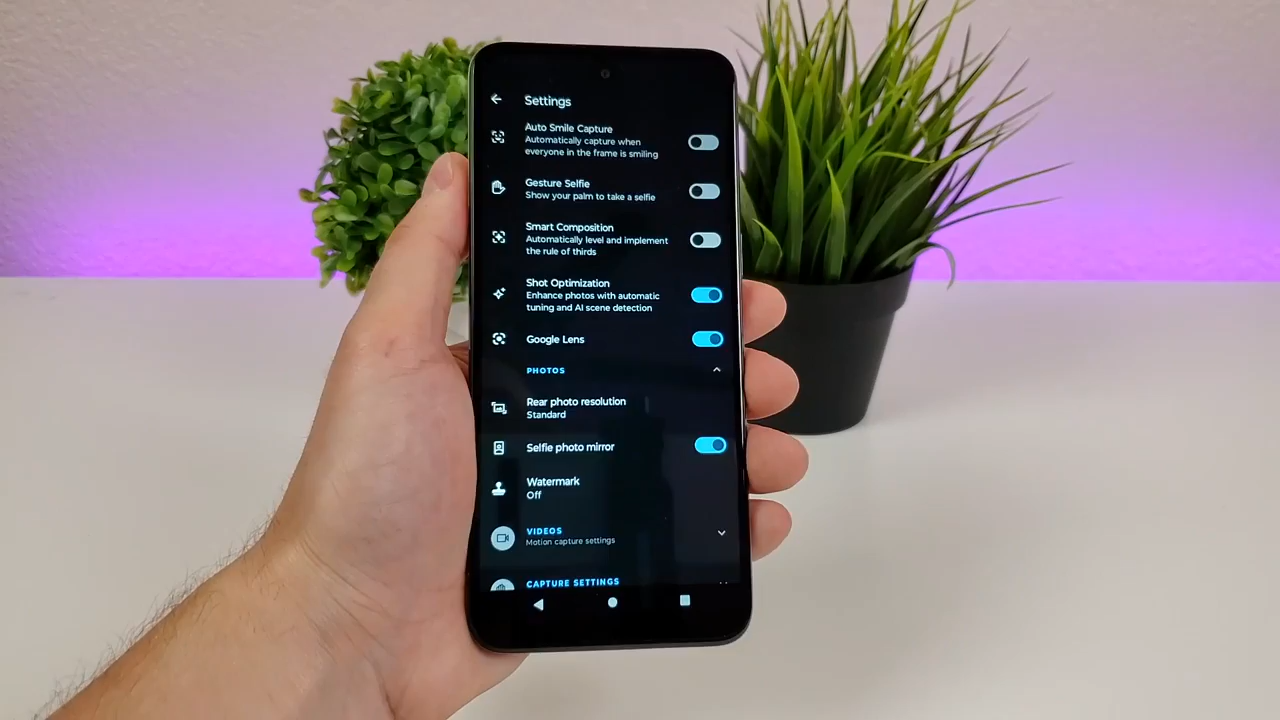 Settings
Auto Smile Capture
Automatically capture when
everyone in the frame is smiling
Gesture Selfie
Show your palm to take a selfie
Smart Composition
Automatically level and implement
the rule of thirds
Shot Optimization
Enhance photos with automatic
tuning and AI scene detection
Google Lens
PHOTOS
Rear photo resolution
Standard
Selfie photo mirror
Watermark
Off
VIDEOS
Motion capture settings
CAPTURE SETTINGS